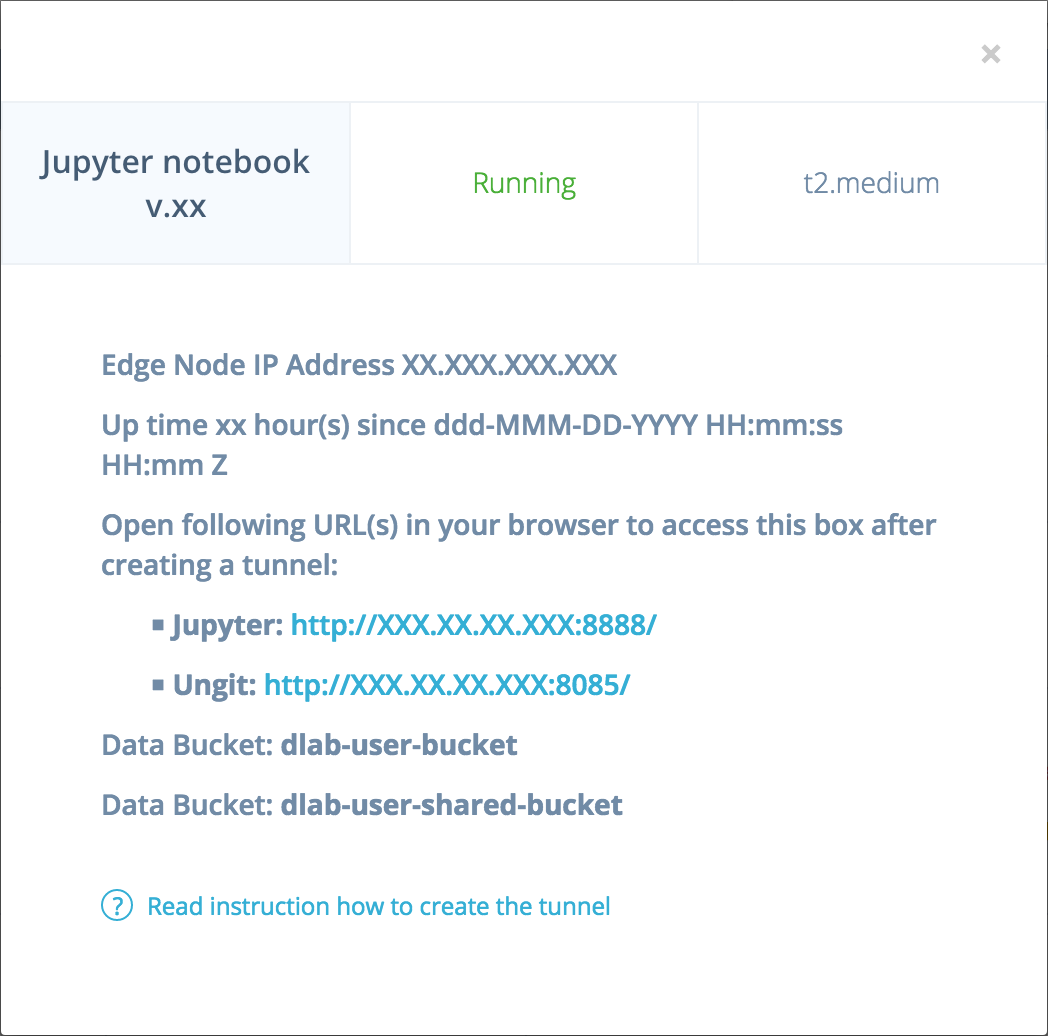 ×
Jupyter notebook
v.xx
Running
t2.medium
Edge Node IP Address XX.XXX.XXX.XXX
Up time xx hour(s) since ddd-MMM-DD-YYYY HH:mm:ss
HH:mm Z
Open following URL(s) in your browser to access this box after
creating a tunnel:
▪ Jupyter: http://XXX.XX.XX.XXX:8888/
▪ Ungit: http://XXX.XX.XX.XXX:8085/
Data Bucket: dlab-user-bucket
Data Bucket: dlab-user-shared-bucket
? Read instruction how to create the tunnel